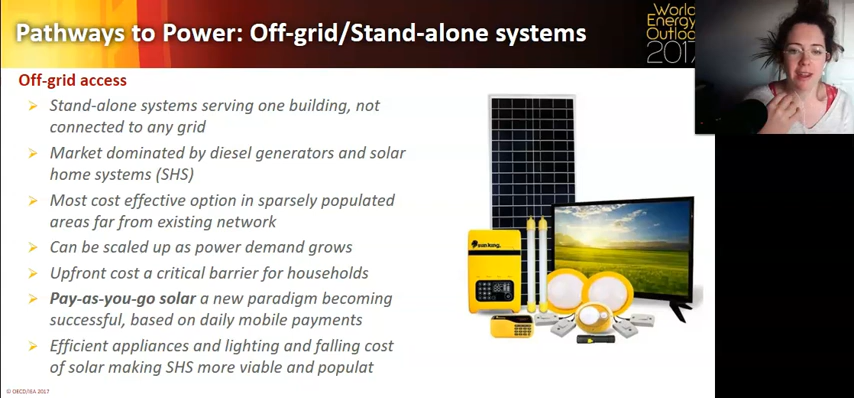 Pathways to Power: Off-grid/Stand-alone systems
World
Energy
Outlook
2017
Off-grid access
Stand-alone systems serving one building, not
connected to any grid
Market dominated by diesel generators and solar
home systems (SHS)
Most cost effective option in sparsely populated
areas far from existing network
Can be scaled up as power demand grows
Upfront cost a critical barrier for households
Pay-as-you-go solar a new paradigm becoming
successful, based on daily mobile payments
Efficient appliances and lighting and falling cost
of solar making SHS more viable and populat
sun king
© OECD/IEA 2017